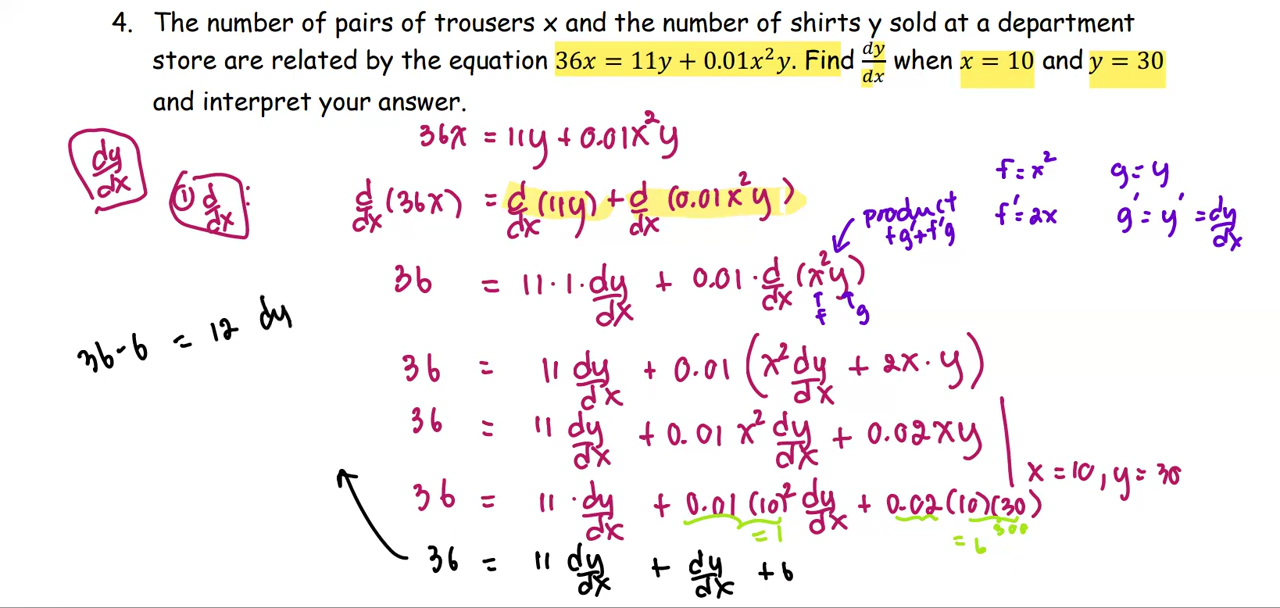 4. The number of pairs of trousers x and the number of shirts y sold at a department
store are related by the equation 36x = 11y + 0.01x²y. Find dy/dx when x = 10 and y = 30
and interpret your answer.
36x = 11y + 0.01x²y
dy/dx
① d/dx :
d/dx (36x) = d/dx (11y) + d/dx (0.01x²y)
f = x² g = y
f' = 2x g' = y' = dy/dx
product
fg' + f'g
36 = 11 · 1 · dy/dx + 0.01 · d/dx (x²y)
f g
36 - 6 = 12 dy
36 = 11 dy/dx + 0.01 (x² dy/dx + 2x · y)
36 = 11 dy/dx + 0.01 x² dy/dx + 0.02xy
x = 10, y = 30
36 = 11 · dy/dx + 0.01 (10)² dy/dx + 0.02 (10)(30)
= 1 = 6 300
36 = 11 dy/dx + dy/dx + 6